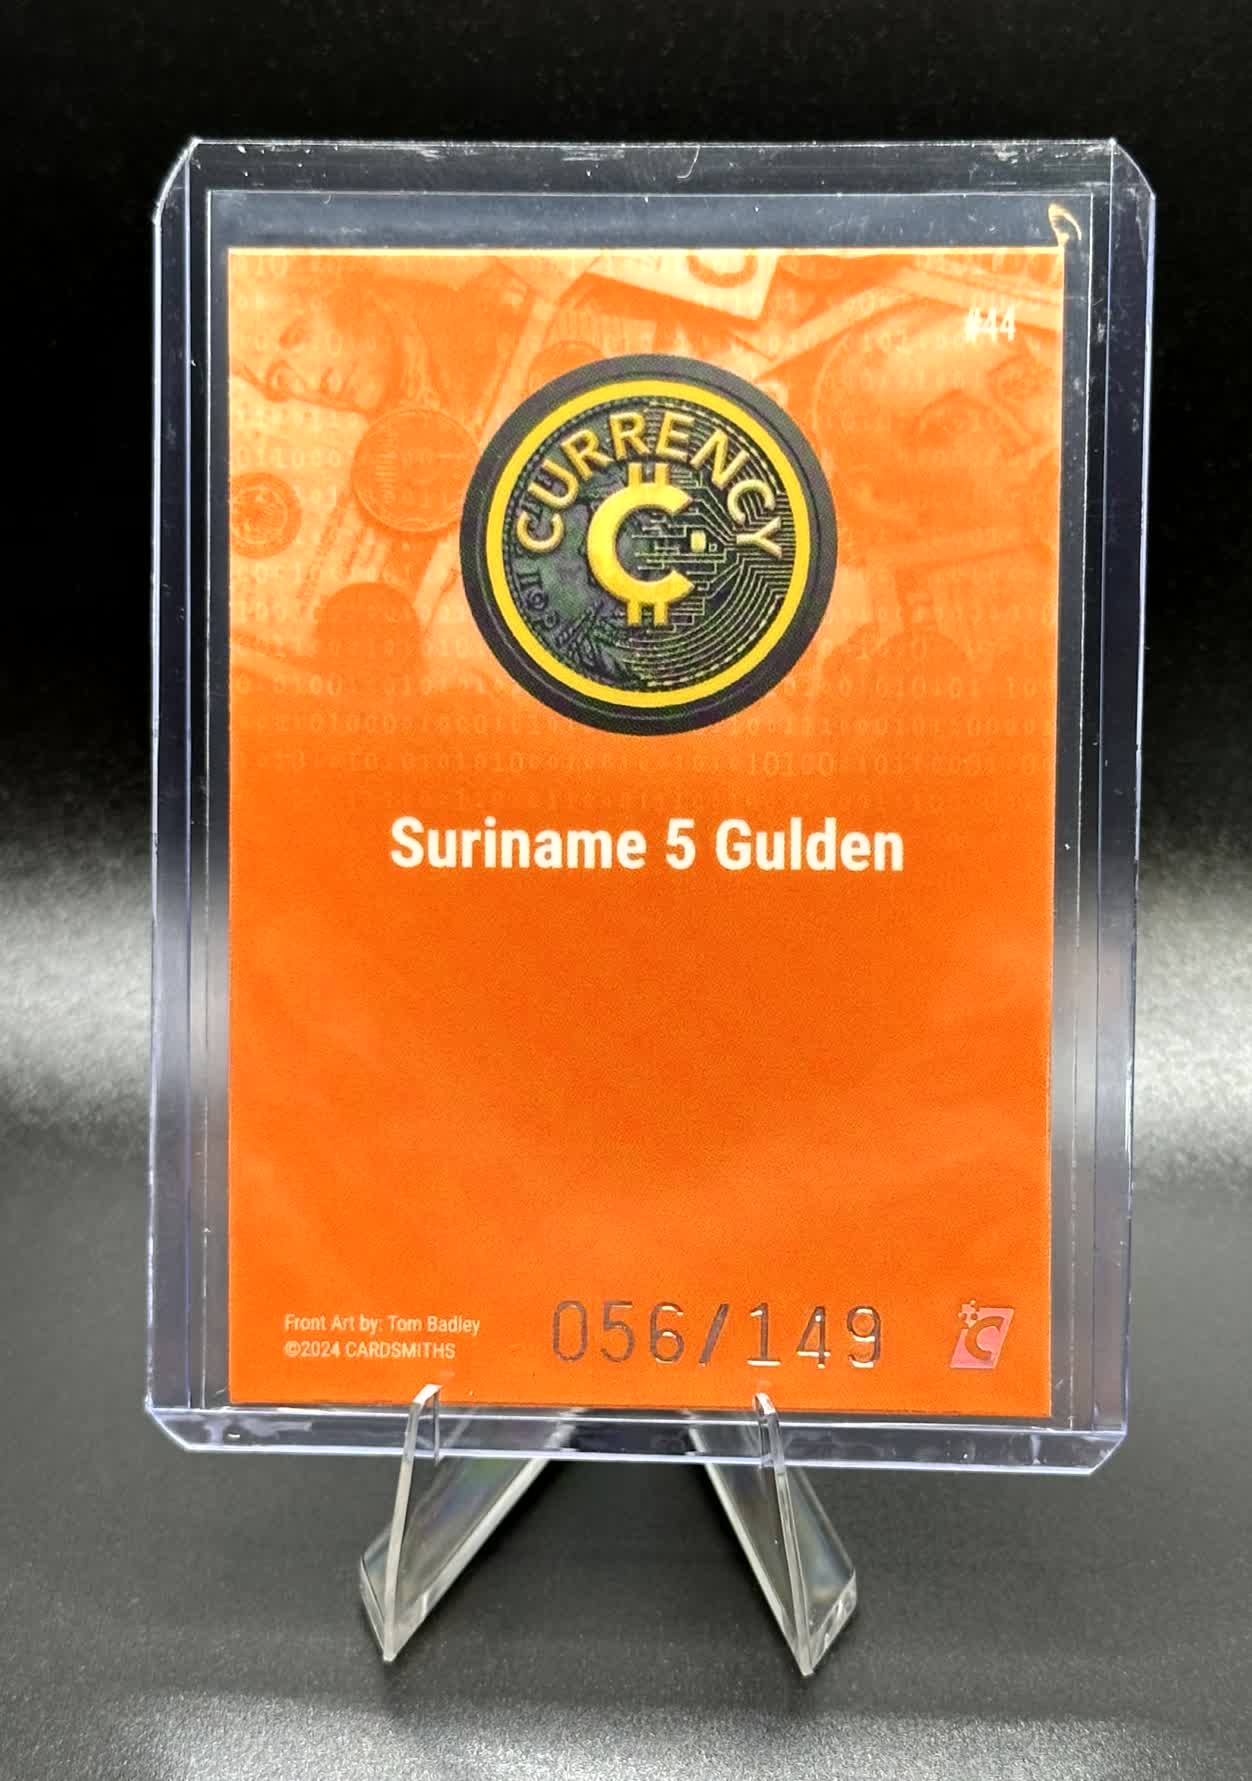 #44
CURRENCY
Suriname 5 Gulden
Front Art by: Tom Badley
©2024 CARDSMITHS
056/149